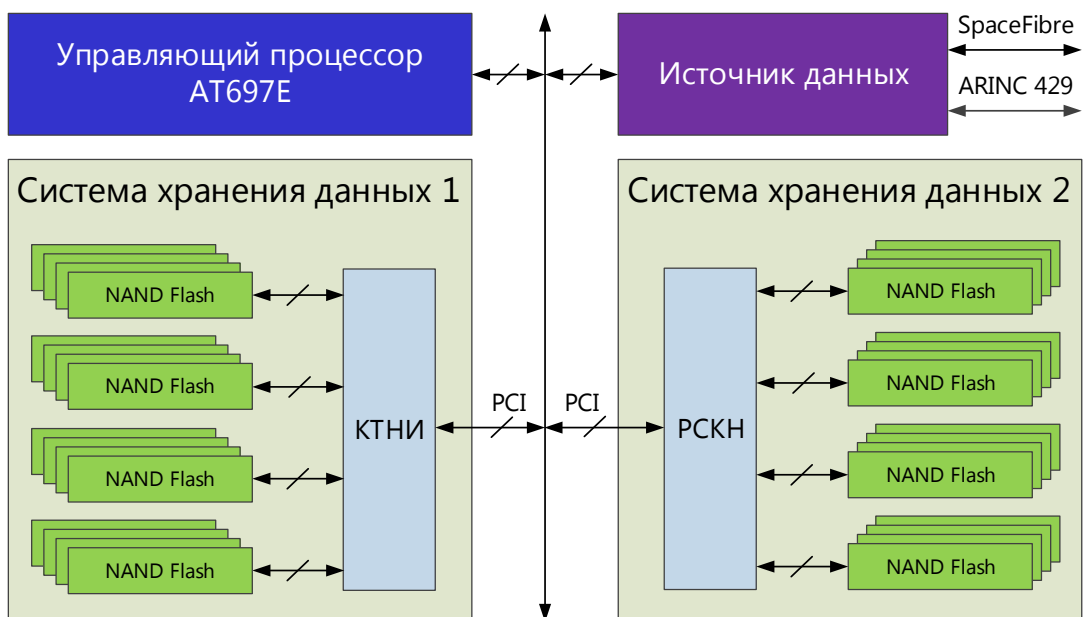 Управляющий процессор
AT697E
Источник данных
SpaceFibre
ARINC 429
Система хранения данных 1
NAND Flash
NAND Flash
NAND Flash
NAND Flash
КТНИ
PCI
PCI
Система хранения данных 2
РСКН
NAND Flash
NAND Flash
NAND Flash
NAND Flash